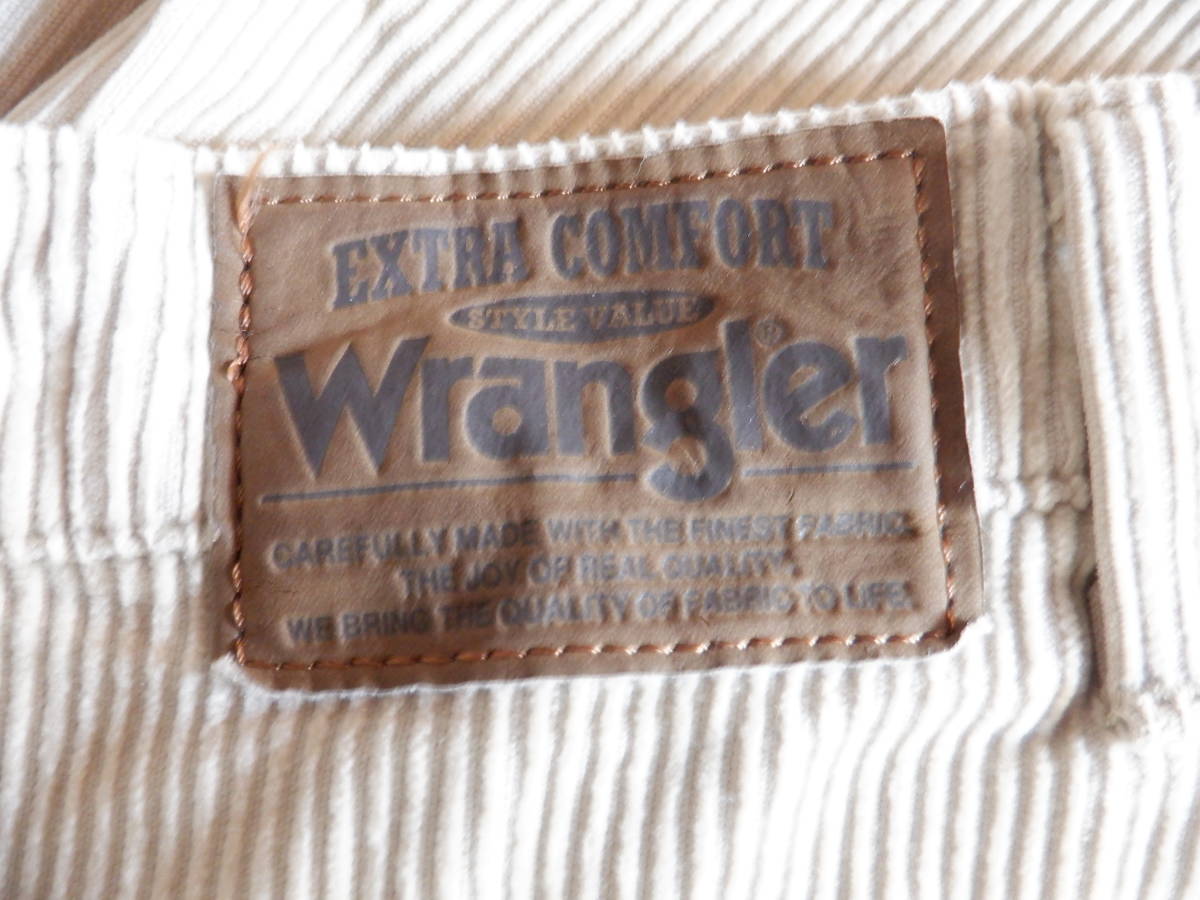 EXTRA COMFORT
STYLE VALUE
Wrangler®
CAREFULLY MADE WITH THE FINEST FABRIC.
THE JOY OF REAL QUALITY.
WE BRING THE QUALITY OF FABRIC TO LIFE.